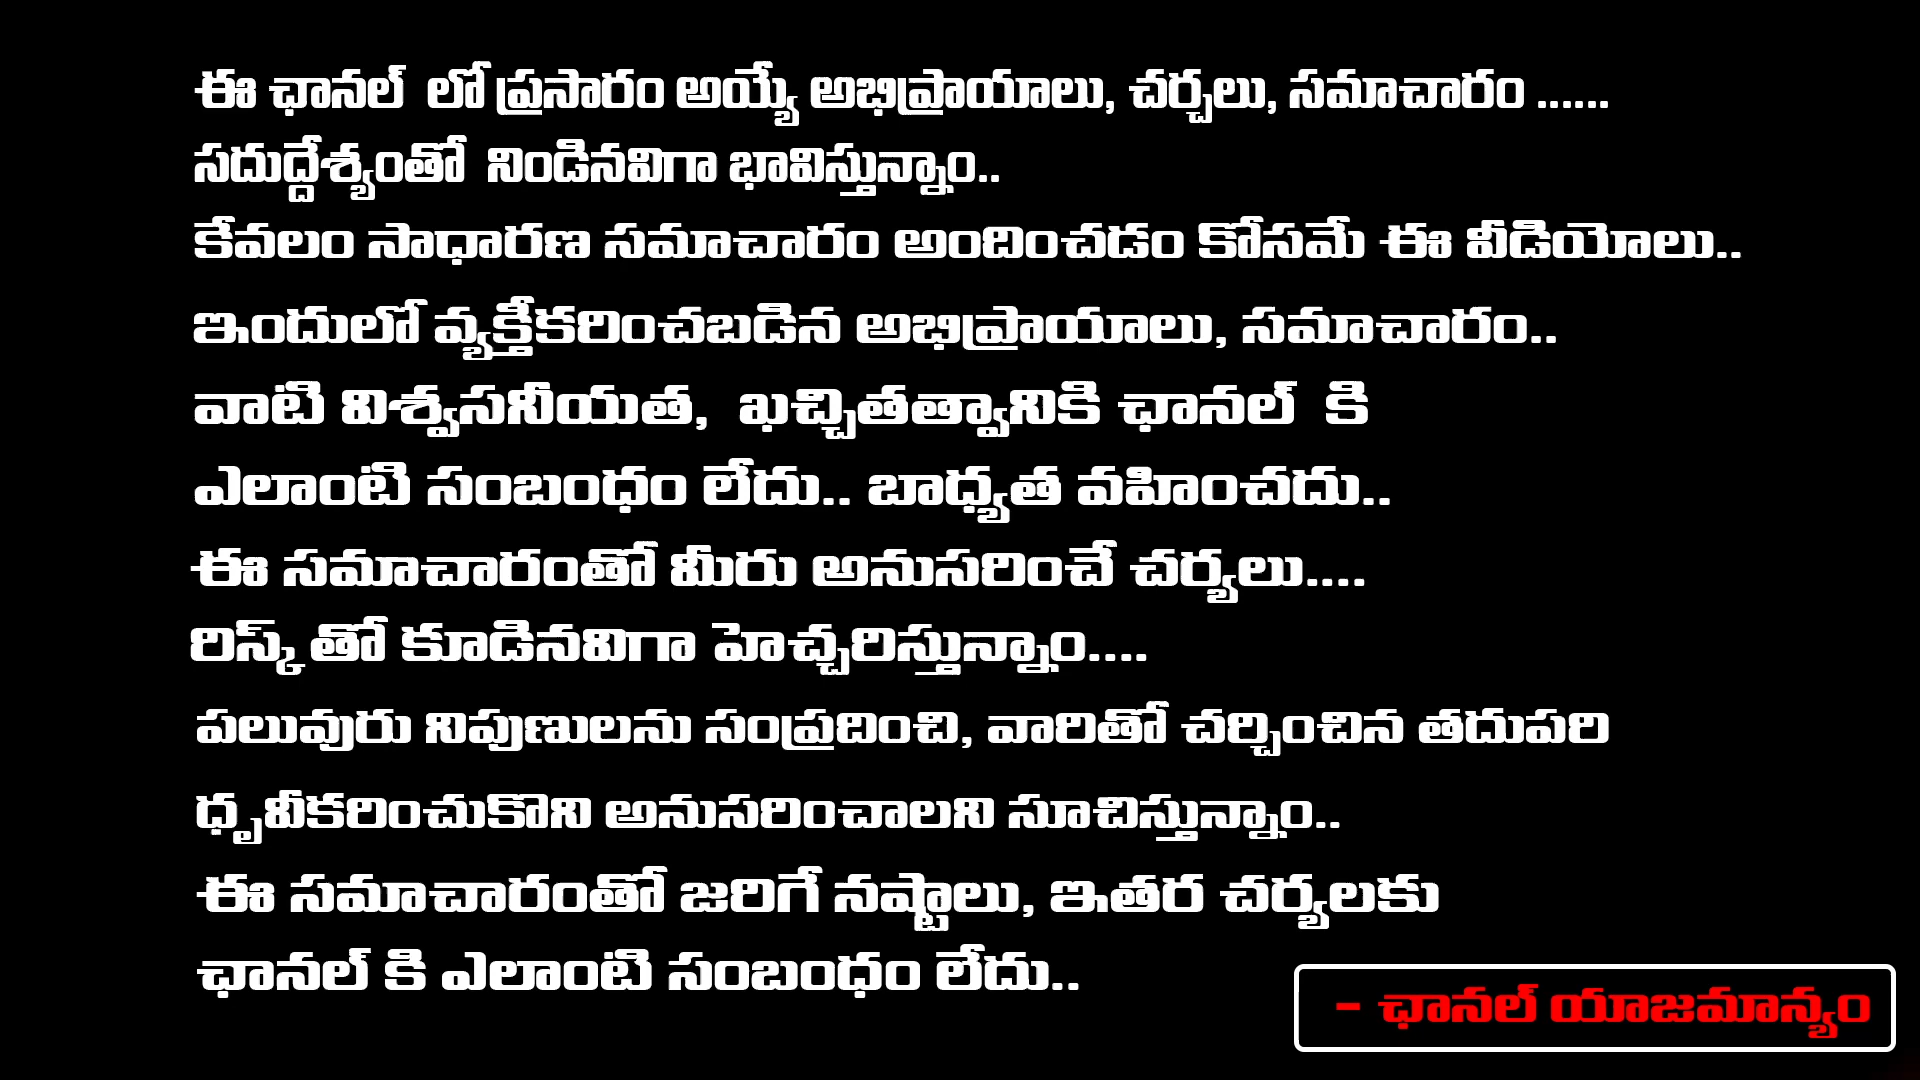 ఈ ఛానల్ లో ప్రసారం అయ్యే అభిప్రాయాలు, చర్చలు, సమాచారం ......
సదుద్దేశ్యంతో నిండినవిగా భావిస్తున్నాం..
కేవలం సాధారణ సమాచారం అందించడం కోసమే ఈ వీడియోలు..
ఇందులో వ్యక్తీకరించబడిన అభిప్రాయాలు, సమాచారం..
వాటి విశ్వసనీయత, ఖచ్చితత్వానికి ఛానల్ కి
ఎలాంటి సంబంధం లేదు.. బాధ్యత వహించదు..
ఈ సమాచారంతో మీరు అనుసరించే చర్యలు....
రిస్క్ తో కూడినవిగా హెచ్చరిస్తున్నాం....
పలువురు నిపుణులను సంప్రదించి, వారితో చర్చించిన తదుపరి
ధృవీకరించుకొని అనుసరించాలని సూచిస్తున్నాం..
ఈ సమాచారంతో జరిగే నష్టాలు, ఇతర చర్యలకు
ఛానల్ కి ఎలాంటి సంబంధం లేదు..
- ఛానల్ యాజమాన్యం